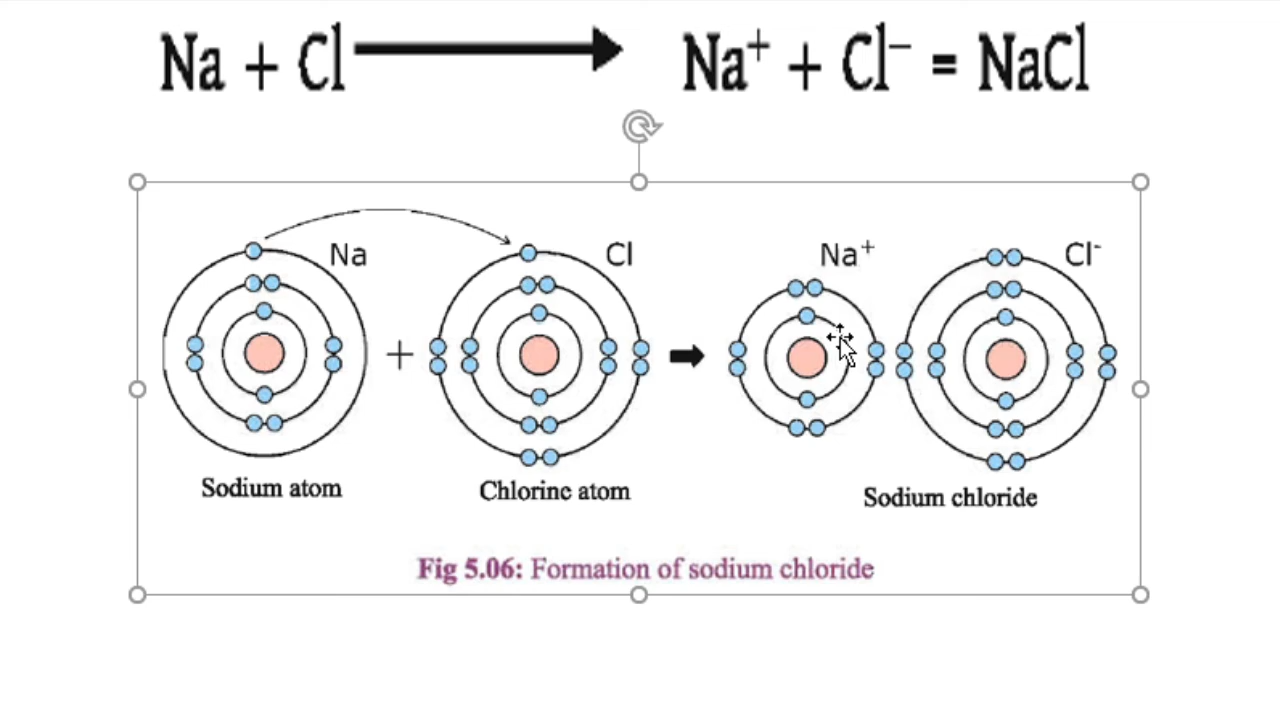 Na + Cl → Na⁺ + Cl⁻ = NaCl
Na Cl Na⁺ Cl⁻
+
Sodium atom Chlorine atom Sodium chloride
Fig 5.06: Formation of sodium chloride